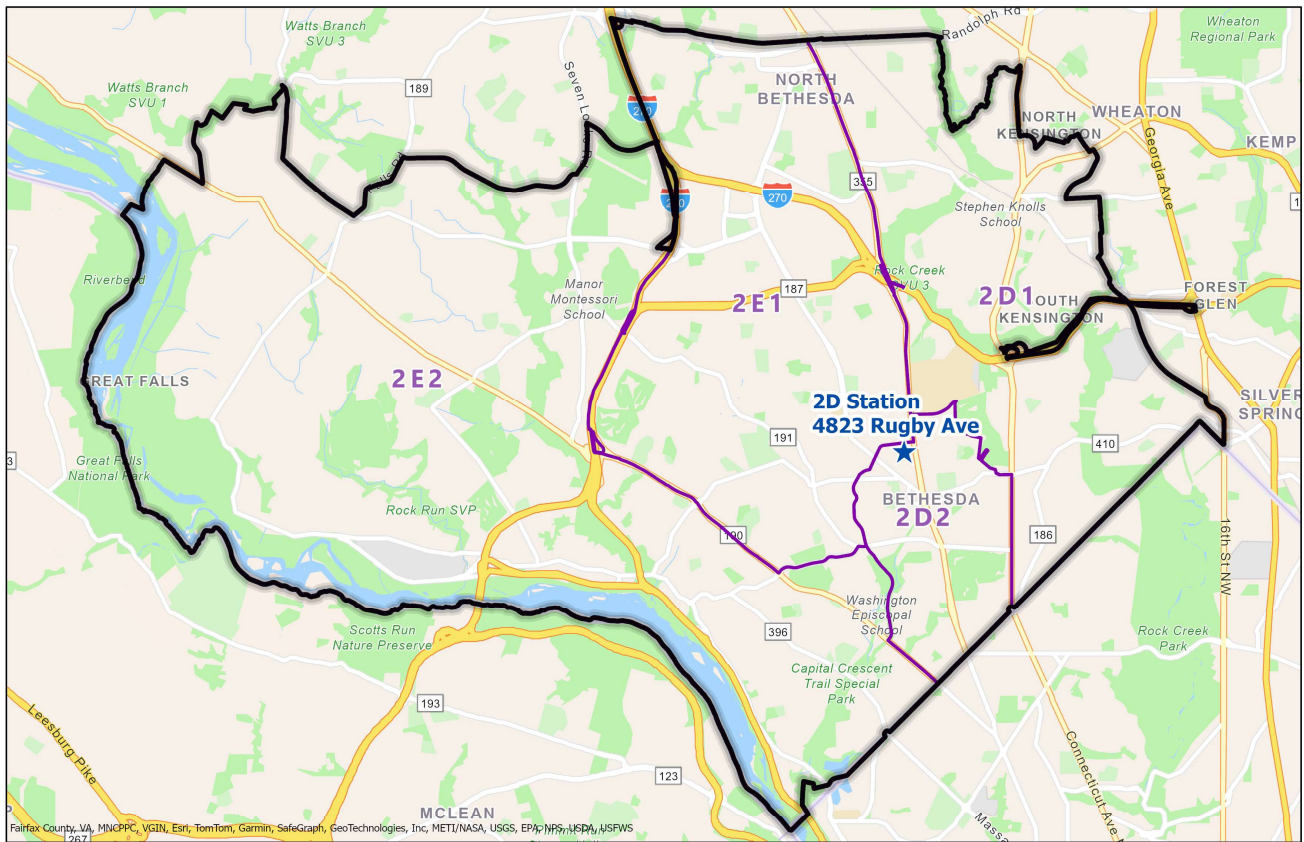 Watts Branch
SVU 3
Randolph Rd
Wheaton
Regional Park
Watts Branch
SVU 1
189
Seven Lo
270
NORTH
BETHESDA
NORTH
KENSINGTON
WHEATON
Georgia Ave
KEMP
355
270
Stephen Knolls
School
Riverbend
Manor
Montessori
School
187
Rock Creek
SVU 3
2E1
2D1
OUTH
KENSINGTON
FOREST
GLEN
2E2
GREAT FALLS
2D Station
4823 Rugby Ave
SILVER
SPRING
191
410
Great Falls
National Park
Rock Run SVP
BETHESDA
2D2
190
186
16th St NW
Washington
Episcopal
School
396
Scotts Run
Nature Preserve
Rock Creek
Park
Capital Crescent
Trail Special
Park
193
Leesburg Pike
123
Connecticut Ave N
MCLEAN
Massa
Fairfax County, VA, MNCPPC, VGIN, Esri, TomTom, Garmin, SafeGraph, GeoTechnologies, Inc, METI/NASA, USGS, EPA, NPS, USDA, USFWS
267